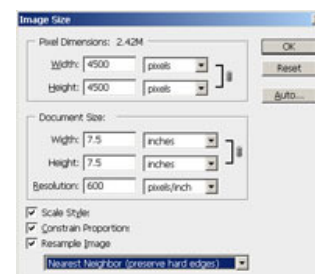 Image Size
Pixel Dimensions: 2.42M
Width: 4500 pixels
Height: 4500 pixels
OK
Reset
Auto...
Document Size:
Width: 7.5 inches
Height: 7.5 inches
Resolution: 600 pixels/inch
Scale Styles
Constrain Proportions
Resample Image
Nearest Neighbor (preserve hard edges)